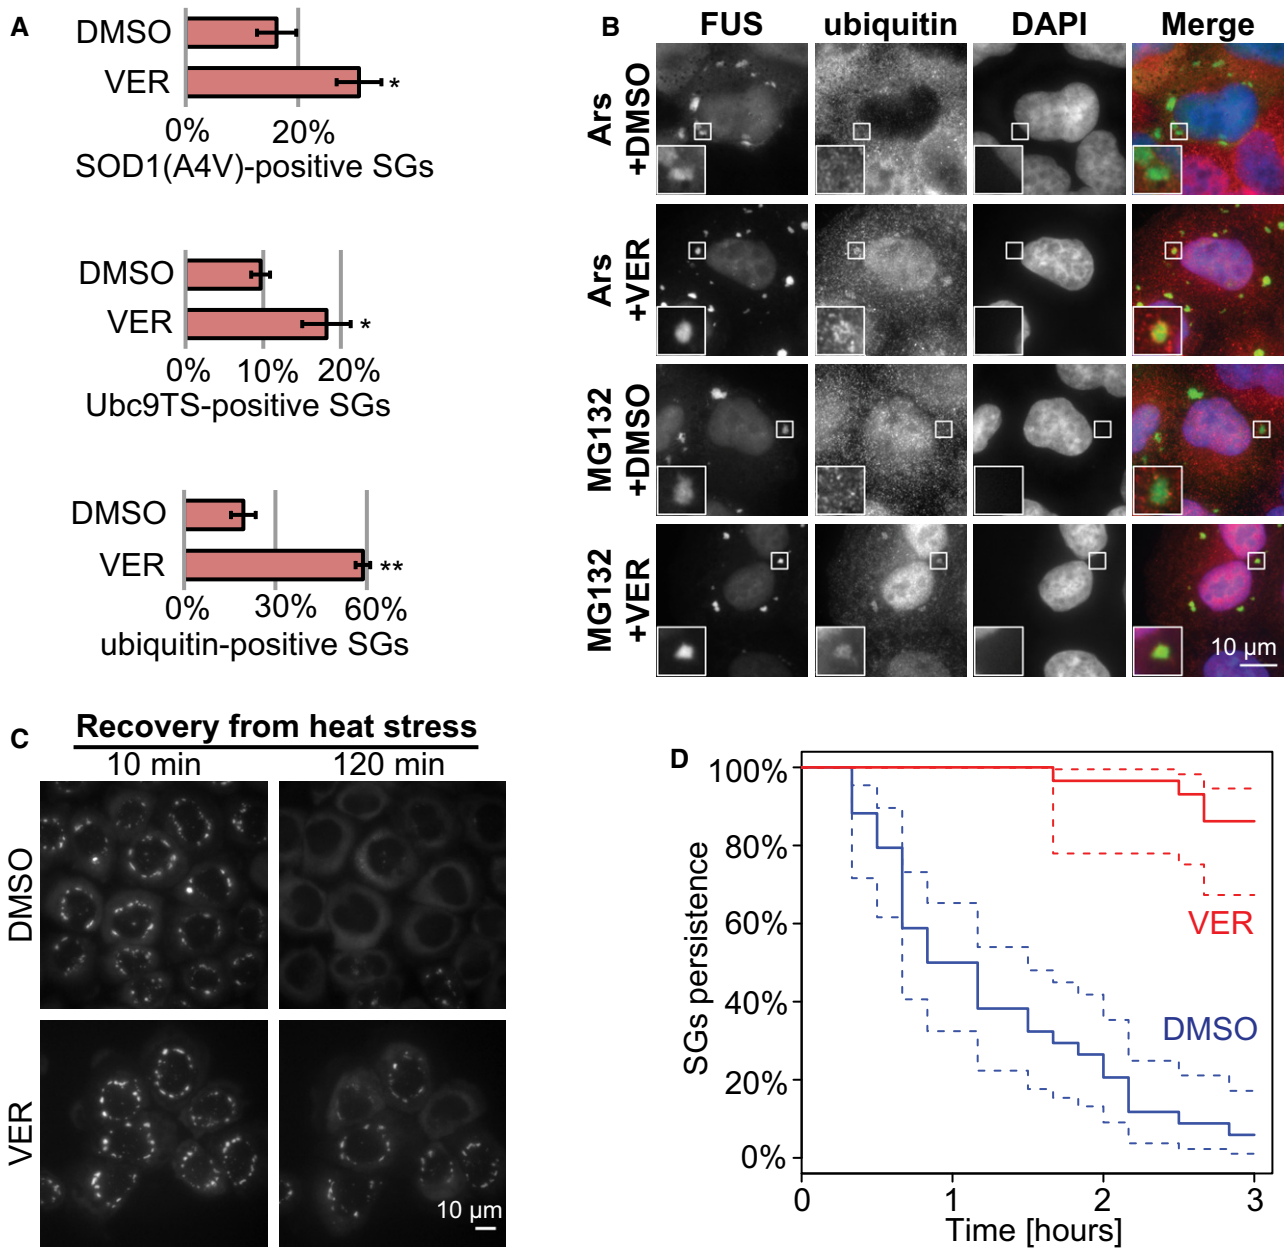 A
DMSO
VER
*
0% 20%
SOD1(A4V)-positive SGs
DMSO
VER
*
0% 10% 20%
Ubc9TS-positive SGs
DMSO
VER
**
0% 30% 60%
ubiquitin-positive SGs
B
FUS ubiquitin DAPI Merge
Ars
+DMSO
Ars
+VER
MG132
+DMSO
MG132
+VER
10 µm
C
Recovery from heat stress
10 min 120 min
DMSO
VER
10 µm
D
100%
80%
60%
40%
20%
0%
SGs persistence
VER
DMSO
0 1 2 3
Time [hours]